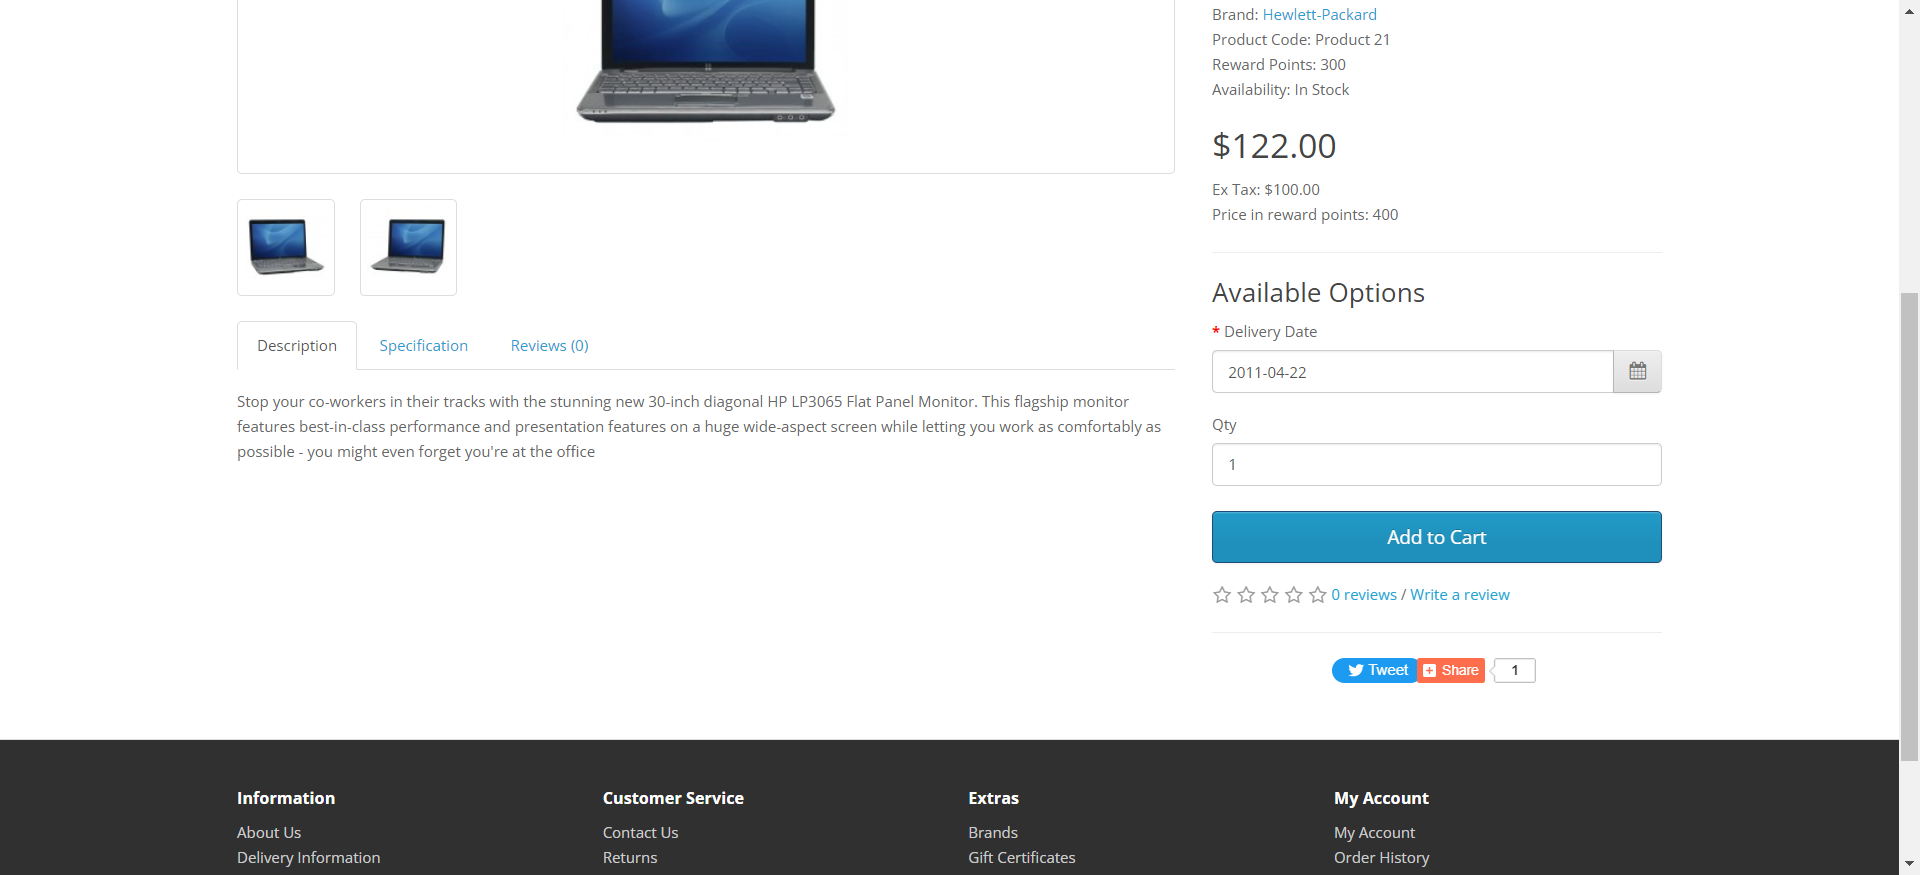 Brand: Hewlett-Packard
Product Code: Product 21
Reward Points: 300
Availability: In Stock
$122.00
Ex Tax: $100.00
Price in reward points: 400
Available Options
* Delivery Date
2011-04-22
Qty
1
Add to Cart
0 reviews / Write a review
Tweet
Share
1
Description
Specification
Reviews (0)
Stop your co-workers in their tracks with the stunning new 30-inch diagonal HP LP3065 Flat Panel Monitor. This flagship monitor
features best-in-class performance and presentation features on a huge wide-aspect screen while letting you work as comfortably as
possible - you might even forget you're at the office
Information
About Us
Delivery Information
Customer Service
Contact Us
Returns
Extras
Brands
Gift Certificates
My Account
My Account
Order History